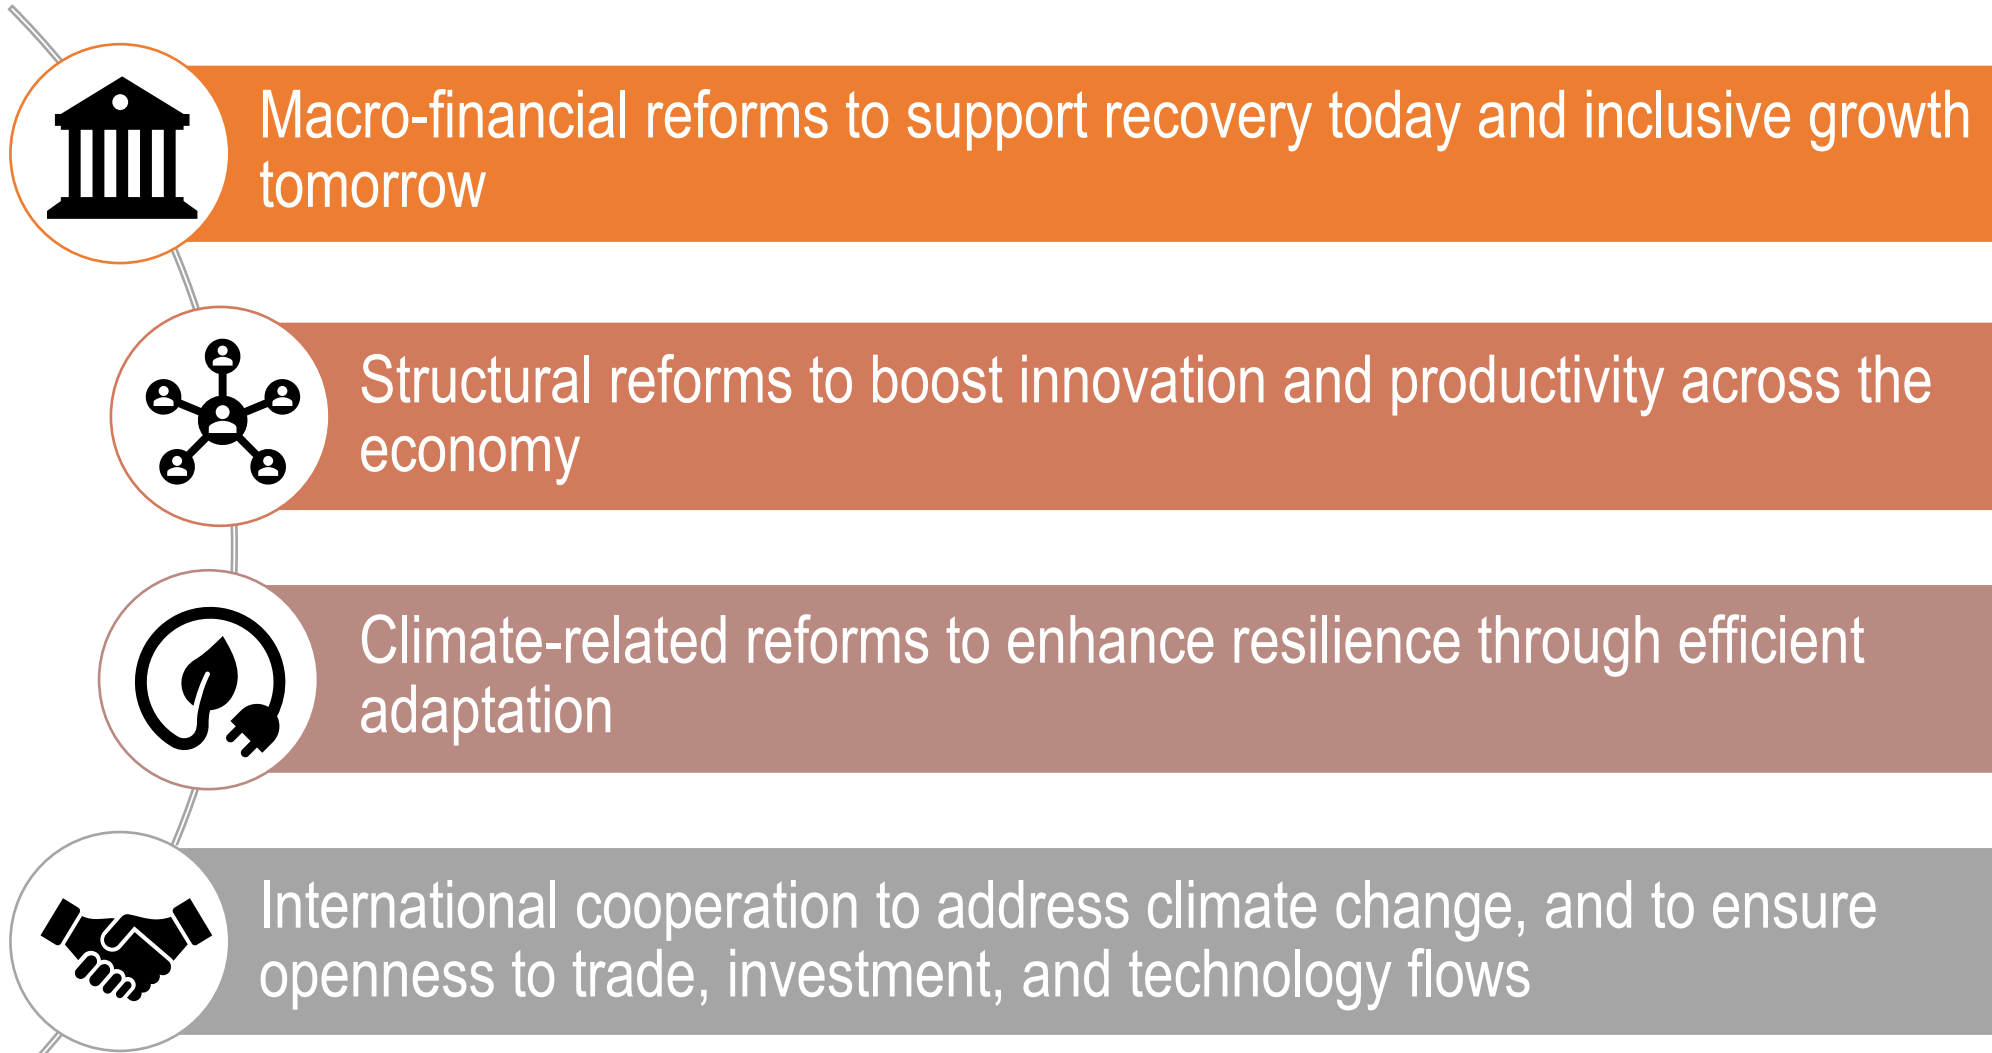 Macro-financial reforms to support recovery today and inclusive growth
tomorrow
Structural reforms to boost innovation and productivity across the
economy
Climate-related reforms to enhance resilience through efficient
adaptation
International cooperation to address climate change, and to ensure
openness to trade, investment, and technology flows